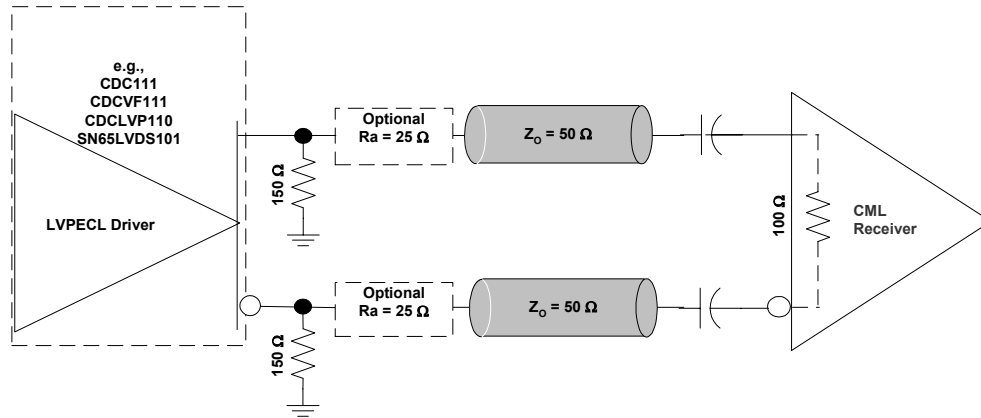 e.g.,
CDC111
CDCVF111
CDCLVP110
SN65LVDS101
LVPECL Driver
150 Ω
Optional
Ra = 25 Ω
Z_O = 50 Ω
100 Ω
CML
Receiver
150 Ω
Optional
Ra = 25 Ω
Z_O = 50 Ω